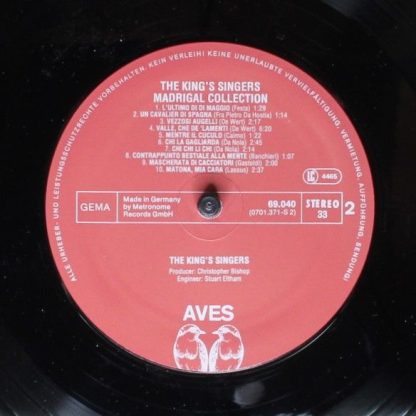 ALLE URHEBER- UND LEISTUNGSSCHUTZRECHTE VORBEHALTEN. KEIN VERLEIH! KEINE UNERLAUBTE VERVIELFÄLTIGUNG, VERMIETUNG, AUFFÜHRUNG, SENDUNG!
THE KING'S SINGERS
MADRIGAL COLLECTION
1. L'ULTIMO DI DI MAGGIO (Festa) 1:29
2. UN CAVALIER DI SPAGNA (Fra Pietro Da Hostia) 1:14
3. VEZZOSI AUGELLI (De Wert) 2:17
4. VALLE, CHE DE 'LAMENTI (De Wert) 6:20
5. MENTRE IL CUCULO (Caimo) 1:22
6. CHI LA GAGLIARDA (Da Nola) 2:45
7. CHI CHI LI CHI (Da Nola) 2:35
8. CONTRAPPUNTO BESTIALE ALLA MENTE (Banchieri) 1:07
9. MASCHERATA DI CACCIATORI (Gastoldi) 2:51
10. MATONA, MIA CARA (Lassus) 2:37
LC 4465
GEMA
Made in Germany
by Metronome
Records GmbH
69.040
(0701.371-S 2)
STEREO
33
2
THE KING'S SINGERS
Producer: Christopher Bishop
Engineer: Stuart Eltham
AVES